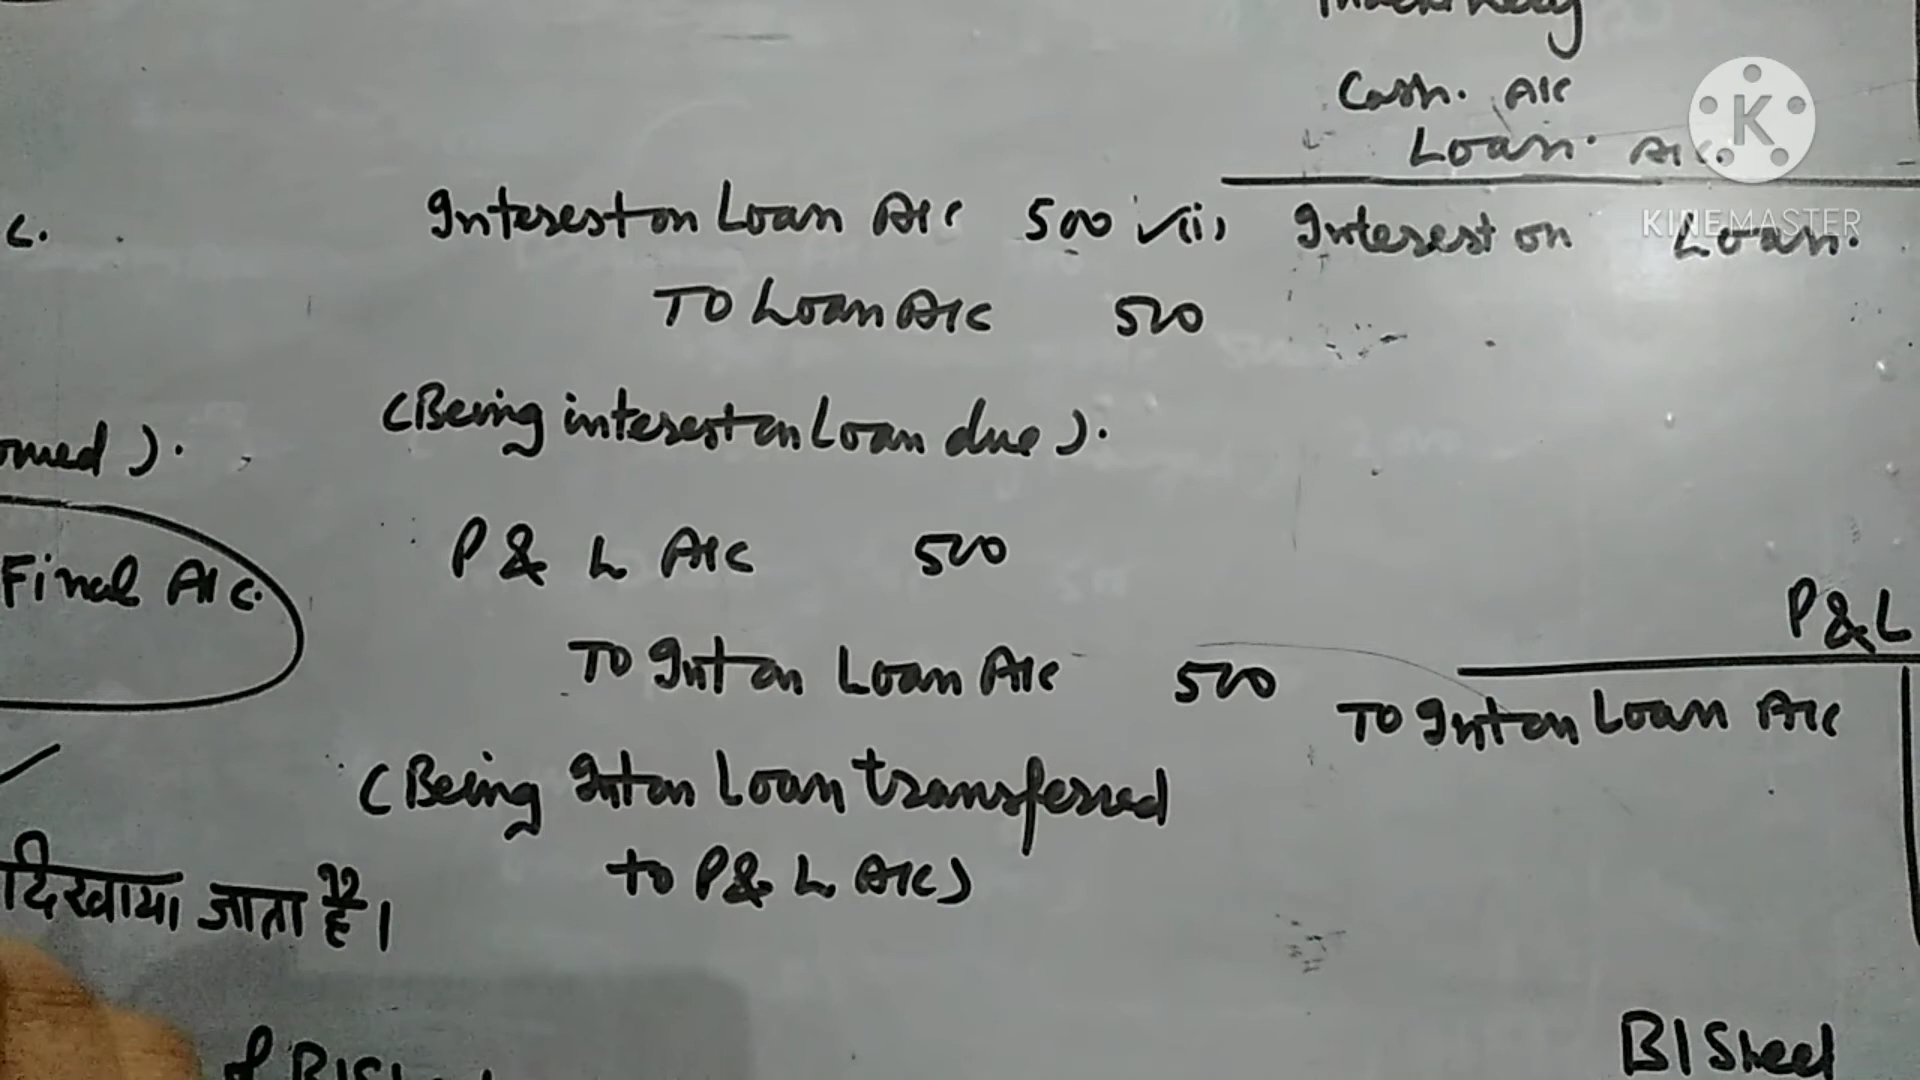 Cash. A/C
Loan. A/C.
KINEMASTER
Interest on Loan A/C 500 (ii) Interest on Loan.
c.
To Loan A/C 500
(Being interest on Loan due).
P & L A/C 500
Final A/C.
P&L
To Int on Loan A/C 500
To Int on Loan A/C
(Being Int on Loan transferred
to P& L A/C)
दिखाया जाता है।
B/Sheet